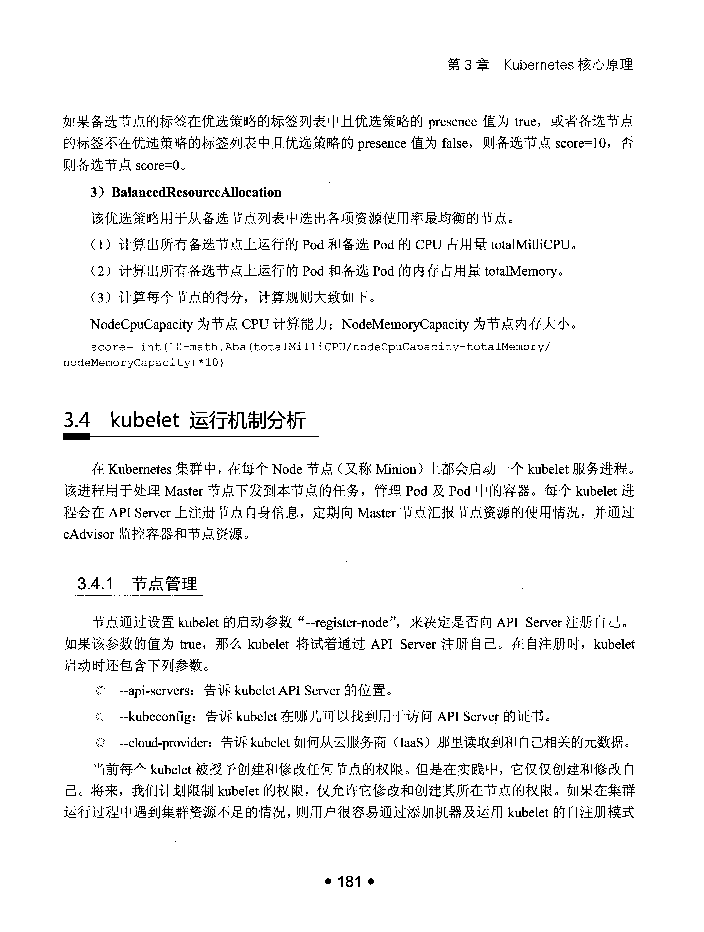 第 3 章 Kubernetes 核心原理
如果备选节点的标签在优选策略的标签列表中且优选策略的 presence 值为 true，或者备选节点
的标签不在优选策略的标签列表中且优选策略的 presence 值为 false，则备选节点 score=10，否
则备选节点 score=0。
3）BalancedResourceAllocation
该优选策略用于从备选节点列表中选出各项资源使用率最均衡的节点。
（1）计算出所有备选节点上运行的 Pod 和备选 Pod 的 CPU 占用量 totalMilliCPU。
（2）计算出所有备选节点上运行的 Pod 和备选 Pod 的内存占用量 totalMemory。
（3）计算每个节点的得分，计算规则大致如下。
NodeCpuCapacity 为节点 CPU 计算能力；NodeMemoryCapacity 为节点内存大小。
score= int(10-math.Abs(totalMilliCPU/nodeCpuCapacity-totalMemory/
nodeMemoryCapacity)*10)
3.4 kubelet 运行机制分析
在 Kubernetes 集群中，在每个 Node 节点（又称 Minion）上都会启动一个 kubelet 服务进程。
该进程用于处理 Master 节点下发到本节点的任务，管理 Pod 及 Pod 中的容器。每个 kubelet 进
程会在 API Server 上注册节点自身信息，定期向 Master 节点汇报节点资源的使用情况，并通过
cAdvisor 监控容器和节点资源。
3.4.1 节点管理
节点通过设置 kubelet 的启动参数“--register-node”，来决定是否向 API Server 注册自己。
如果该参数的值为 true，那么 kubelet 将试着通过 API Server 注册自己。在自注册时，kubelet
启动时还包含下列参数。
◎ --api-servers：告诉 kubelet API Server 的位置。
◎ --kubeconfig：告诉 kubelet 在哪儿可以找到用于访问 API Server 的证书。
◎ --cloud-provider：告诉 kubelet 如何从云服务商（IaaS）那里读取到和自己相关的元数据。
当前每个 kubelet 被授予创建和修改任何节点的权限。但是在实践中，它仅仅创建和修改自
己。将来，我们计划限制 kubelet 的权限，仅允许它修改和创建其所在节点的权限。如果在集群
运行过程中遇到集群资源不足的情况，则用户很容易通过添加机器及运用 kubelet 的自注册模式
• 181 •